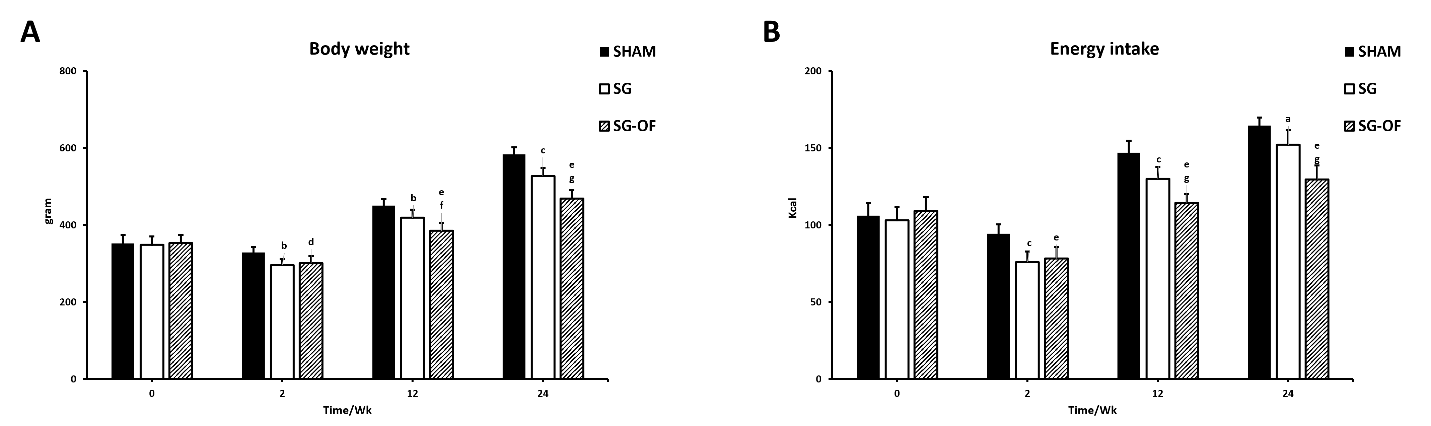 A
Body weight
SHAM
SG
SG-OF
800
600
400
200
0
gram
b
d
b
e
f
c
e
g
0
2
12
24
Time/Wk
B
Energy intake
SHAM
SG
SG-OF
200
150
100
50
0
Kcal
c
e
c
e
g
a
e
g
0
2
12
24
Time/Wk